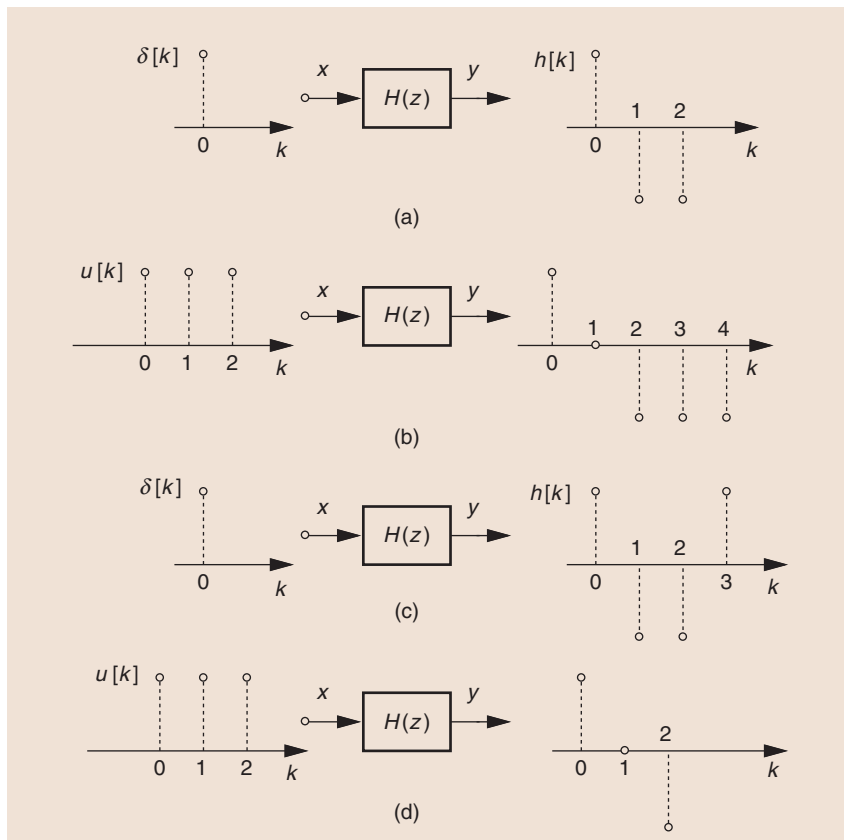 δ[k] x H(z) y h[k]
1 2
0 k 0 k
(a)
u[k] x H(z) y
1 2 3 4
0 1 2 k 0 k
(b)
δ[k] x H(z) y h[k]
1 2
0 k 0 3 k
(c)
u[k] x H(z) y
2
0 1 2 k 0 1 k
(d)